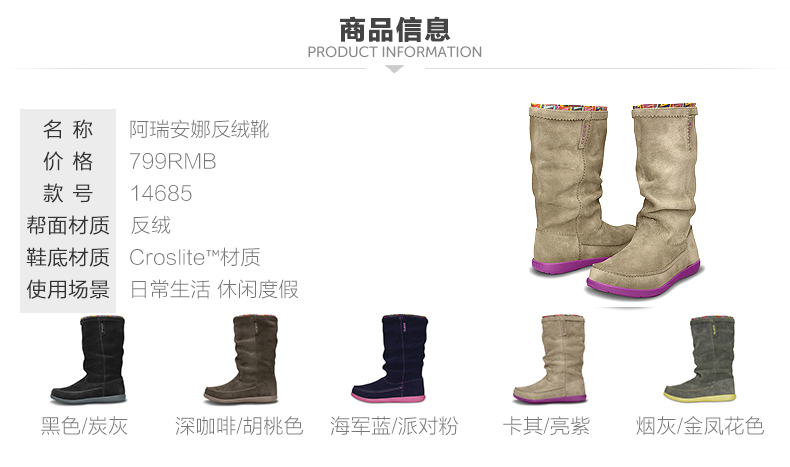 商品信息
PRODUCT INFORMATION
名 称 阿瑞安娜反绒靴
价 格 799RMB
款 号 14685
帮面材质 反绒
鞋底材质 Croslite™材质
使用场景 日常生活 休闲度假
黑色/炭灰 深咖啡/胡桃色 海军蓝/派对粉 卡其/亮紫 烟灰/金凤花色